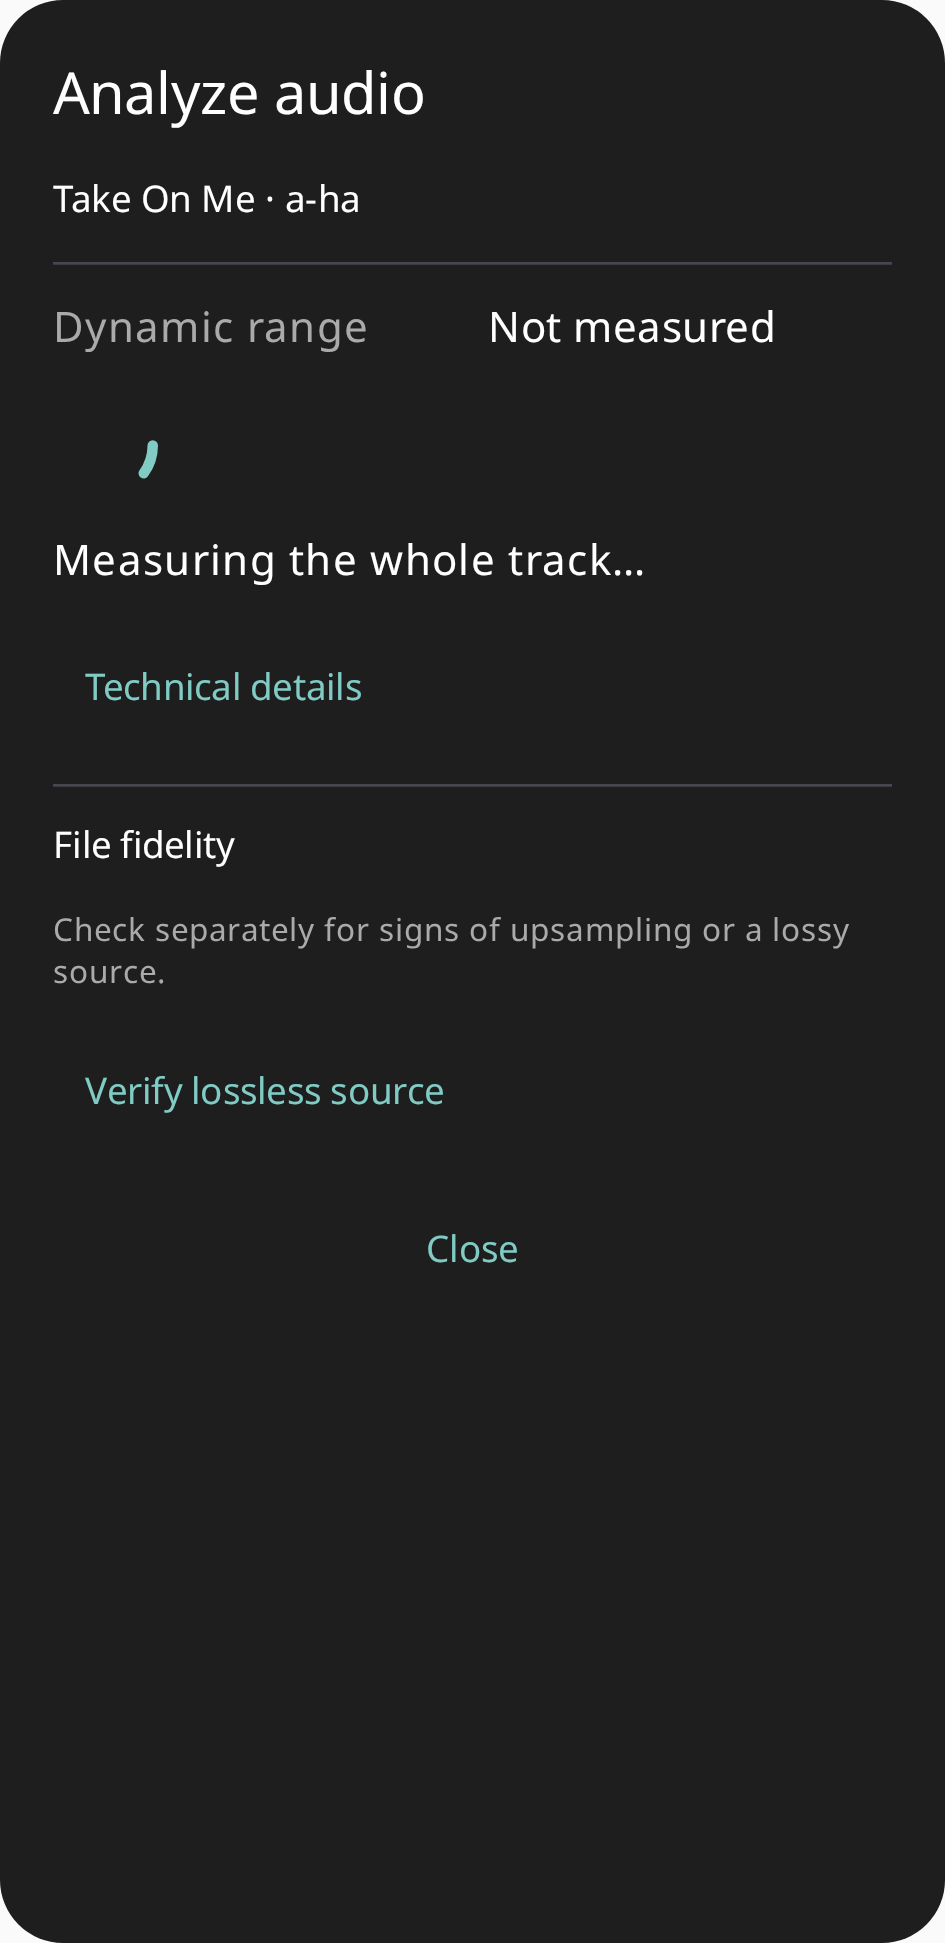 Analyze audio
Take On Me · a-ha
Dynamic range Not measured
Measuring the whole track…
Technical details
File fidelity
Check separately for signs of upsampling or a lossy
source.
Verify lossless source
Close